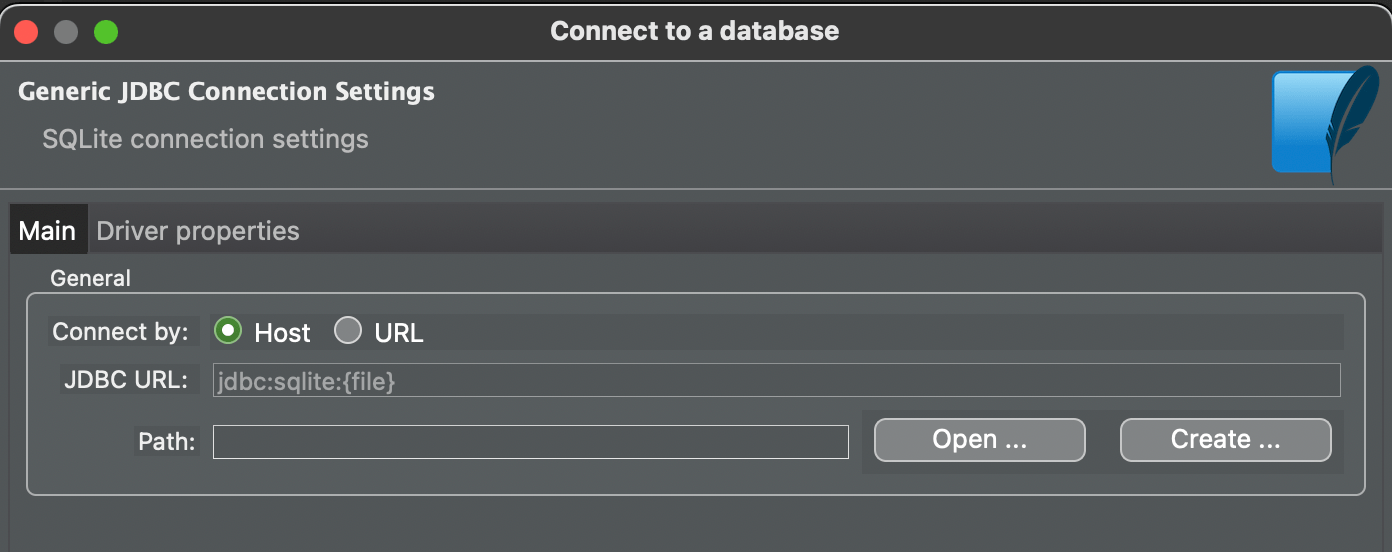 Connect to a database
Generic JDBC Connection Settings
SQLite connection settings
Main Driver properties
General
Connect by: Host URL
JDBC URL: jdbc:sqlite:{file}
Path: Open ... Create ...